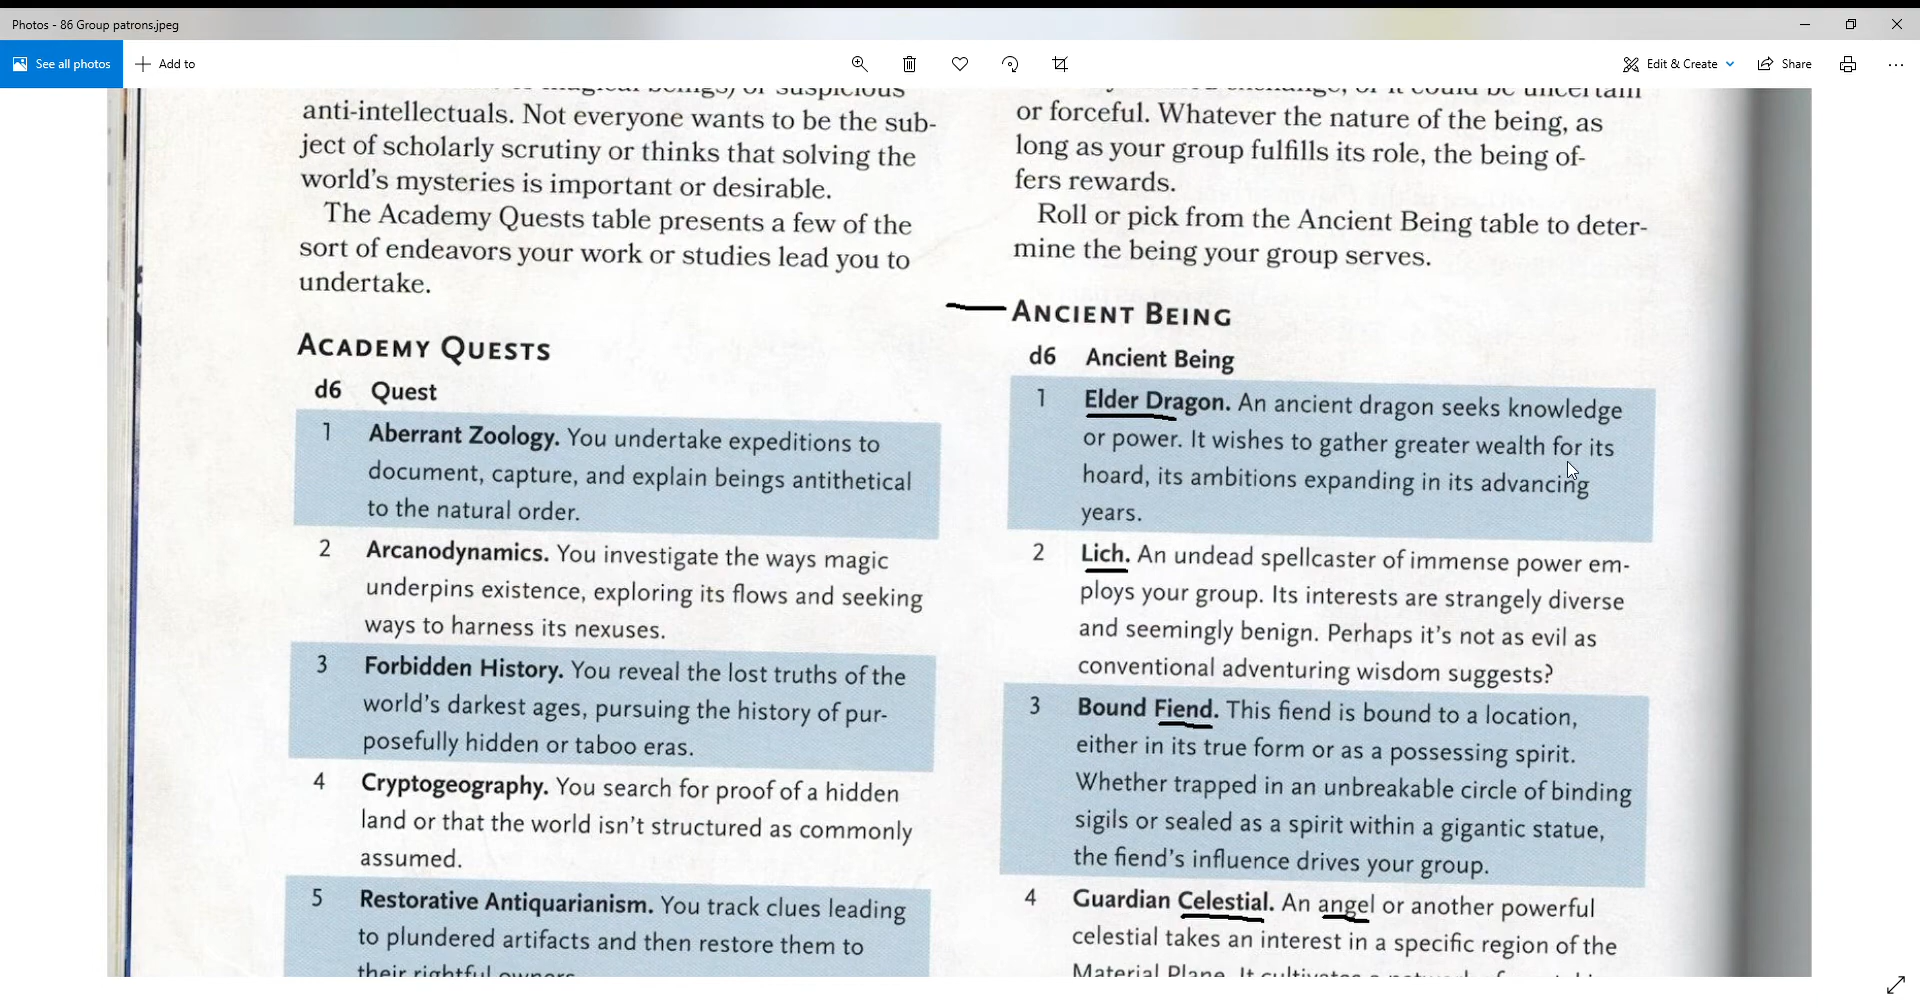 Photos - 86 Group patrons.jpeg
See all photos
Add to
Edit & Create
Share
suspicious
anti-intellectuals. Not everyone wants to be the sub-
ject of scholarly scrutiny or thinks that solving the
world's mysteries is important or desirable.
The Academy Quests table presents a few of the
sort of endeavors your work or studies lead you to
undertake.
ACADEMY QUESTS
d6 Quest
1 Aberrant Zoology. You undertake expeditions to
document, capture, and explain beings antithetical
to the natural order.
2 Arcanodynamics. You investigate the ways magic
underpins existence, exploring its flows and seeking
ways to harness its nexuses.
3 Forbidden History. You reveal the lost truths of the
world's darkest ages, pursuing the history of pur-
posefully hidden or taboo eras.
4 Cryptogeography. You search for proof of a hidden
land or that the world isn't structured as commonly
assumed.
5 Restorative Antiquarianism. You track clues leading
to plundered artifacts and then restore them to
their rightful owners
or it could be uncertain
or forceful. Whatever the nature of the being, as
long as your group fulfills its role, the being of-
fers rewards.
Roll or pick from the Ancient Being table to deter-
mine the being your group serves.
ANCIENT BEING
d6 Ancient Being
1 Elder Dragon. An ancient dragon seeks knowledge
or power. It wishes to gather greater wealth for its
hoard, its ambitions expanding in its advancing
years.
2 Lich. An undead spellcaster of immense power em-
ploys your group. Its interests are strangely diverse
and seemingly benign. Perhaps it's not as evil as
conventional adventuring wisdom suggests?
3 Bound Fiend. This fiend is bound to a location,
either in its true form or as a possessing spirit.
Whether trapped in an unbreakable circle of binding
sigils or sealed as a spirit within a gigantic statue,
the fiend's influence drives your group.
4 Guardian Celestial. An angel or another powerful
celestial takes an interest in a specific region of the
Material Plane. It cultivates a network of